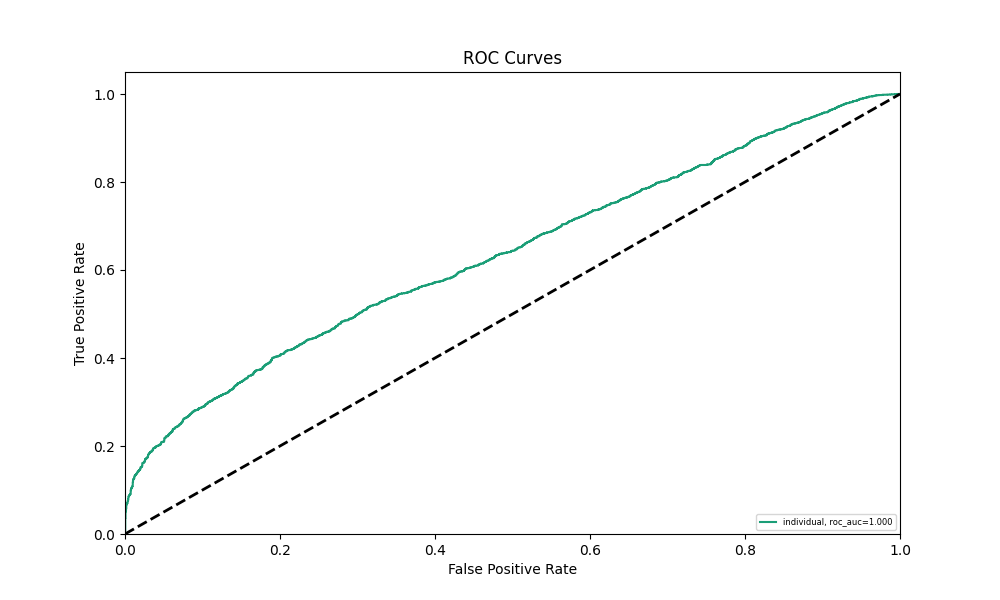 ROC Curves
True Positive Rate
1.0
0.8
0.6
0.4
0.2
0.0
individual, roc_auc=1.000
0.0 0.2 0.4 0.6 0.8 1.0
False Positive Rate